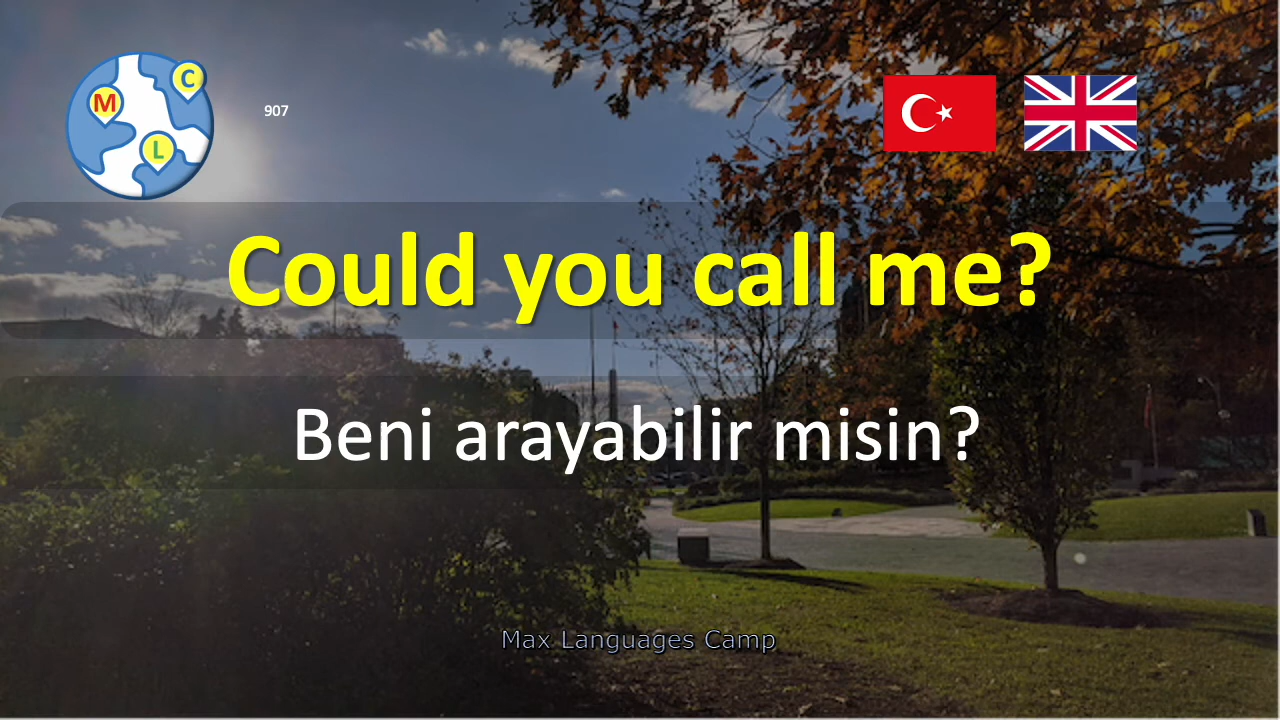 C
M
L
907
Could you call me?
Beni arayabilir misin?
Max Languages Camp